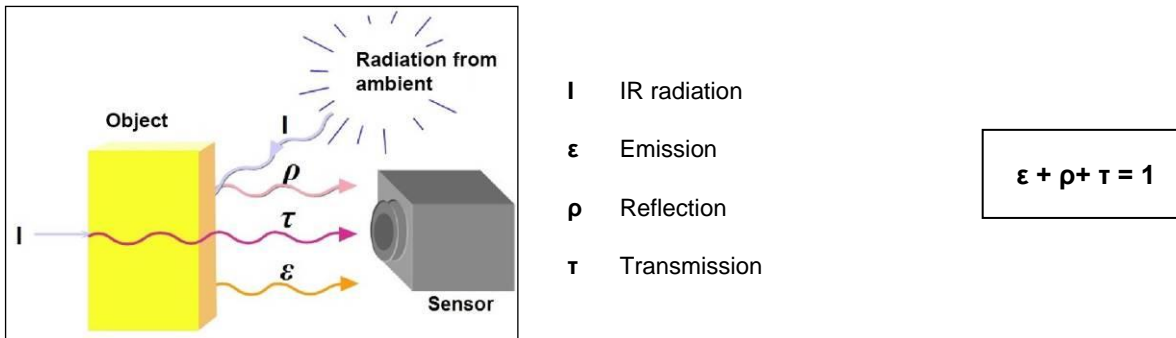 Radiation from
ambient
Object
I
ρ
τ
I
ε
Sensor
I IR radiation
ε Emission
ρ Reflection
τ Transmission
ε + ρ+ τ = 1